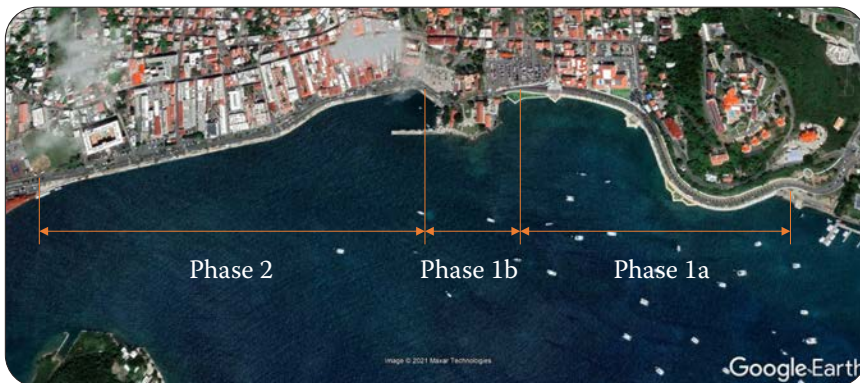 Phase 2
Phase 1b
Phase 1a
Image © 2021 Maxar Technologies
Google Earth